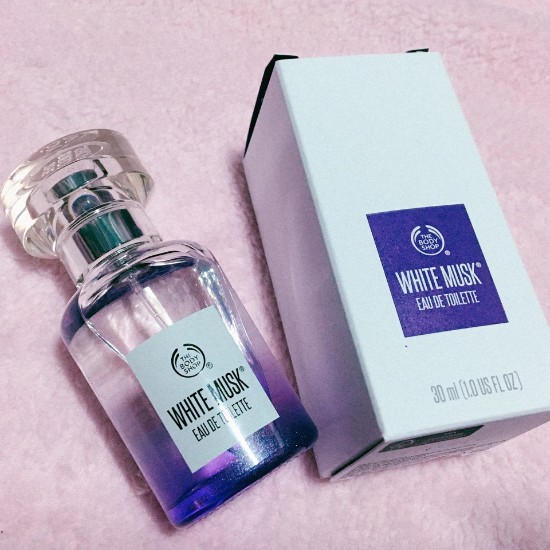 THE
BODY
SHOP®
WHITE MUSK®
EAU DE TOILETTE
THE
BODY
SHOP®
WHITE MUSK®
EAU DE TOILETTE
30 ml (1.0 US FL OZ)